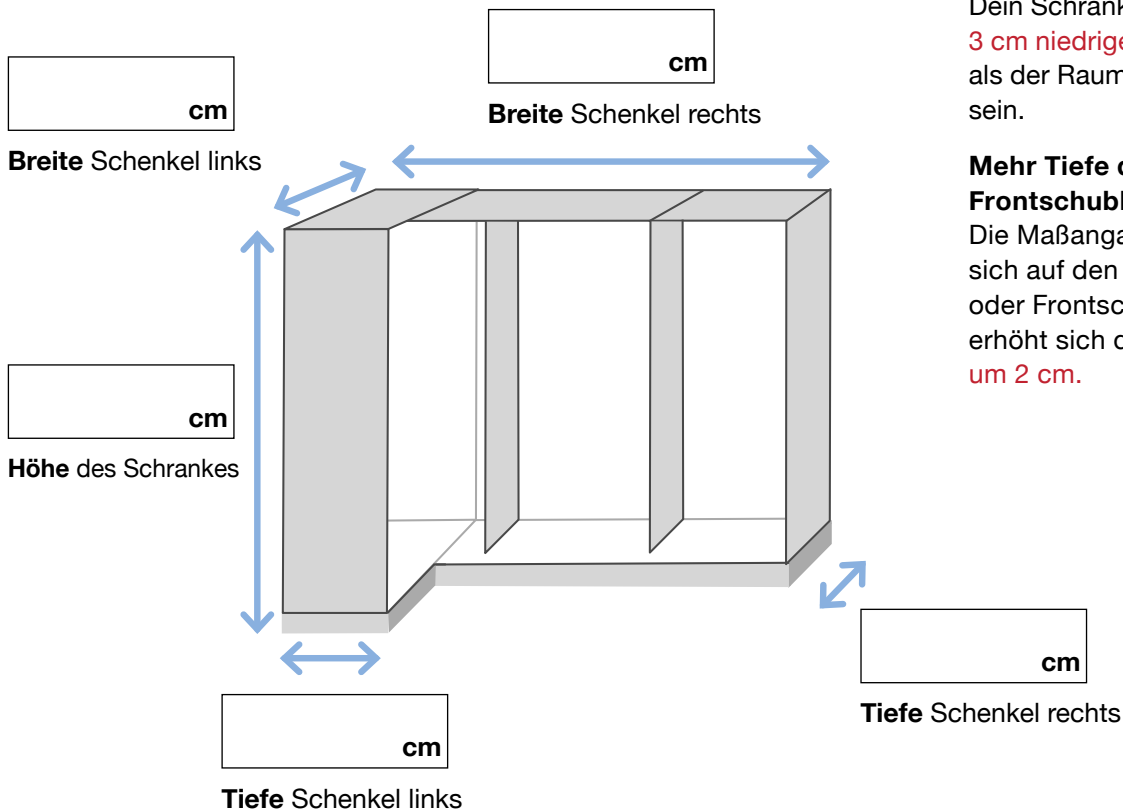 cm
Breite Schenkel links
cm
Breite Schenkel rechts
cm
Höhe des Schrankes
cm
Tiefe Schenkel links
cm
Tiefe Schenkel rechts
Dein Schrank
3 cm niedrige
als der Raum
sein.
Mehr Tiefe
Frontschub
Die Maßanga
sich auf den
oder Frontsc
erhöht sich
um 2 cm.